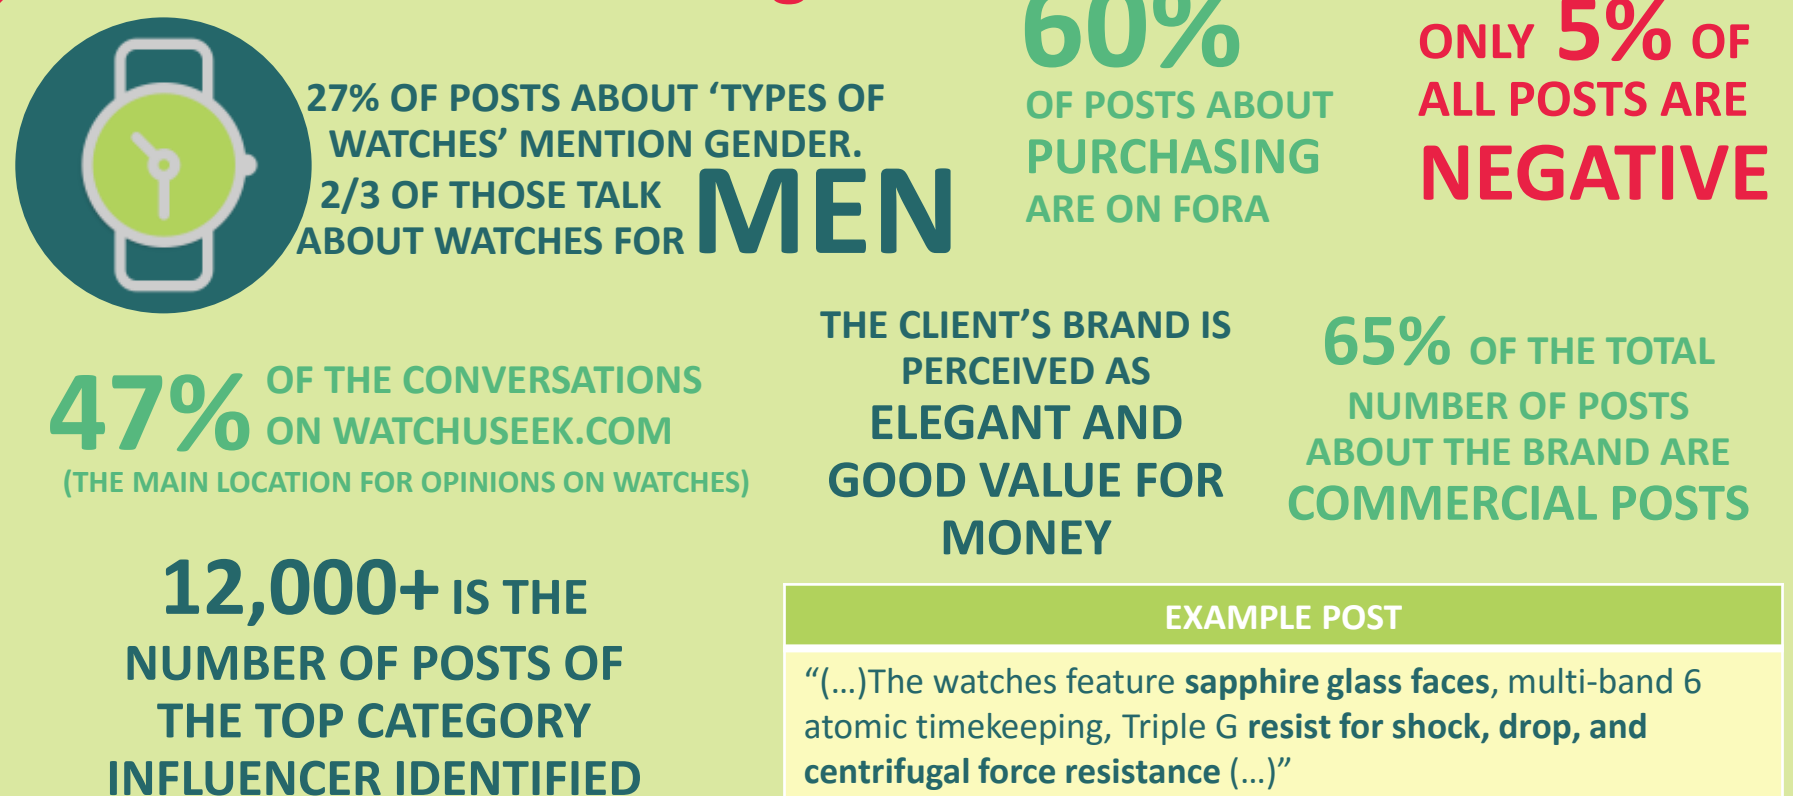 27% OF POSTS ABOUT ‘TYPES OF
WATCHES’ MENTION GENDER.
2/3 OF THOSE TALK
ABOUT WATCHES FOR MEN
60%
OF POSTS ABOUT
PURCHASING
ARE ON FORA
ONLY 5% OF
ALL POSTS ARE
NEGATIVE
47% OF THE CONVERSATIONS
ON WATCHUSEEK.COM
(THE MAIN LOCATION FOR OPINIONS ON WATCHES)
THE CLIENT’S BRAND IS
PERCEIVED AS
ELEGANT AND
GOOD VALUE FOR
MONEY
65% OF THE TOTAL
NUMBER OF POSTS
ABOUT THE BRAND ARE
COMMERCIAL POSTS
12,000+ IS THE
NUMBER OF POSTS OF
THE TOP CATEGORY
INFLUENCER IDENTIFIED
EXAMPLE POST
“(…)The watches feature sapphire glass faces, multi-band 6
atomic timekeeping, Triple G resist for shock, drop, and
centrifugal force resistance (…)”